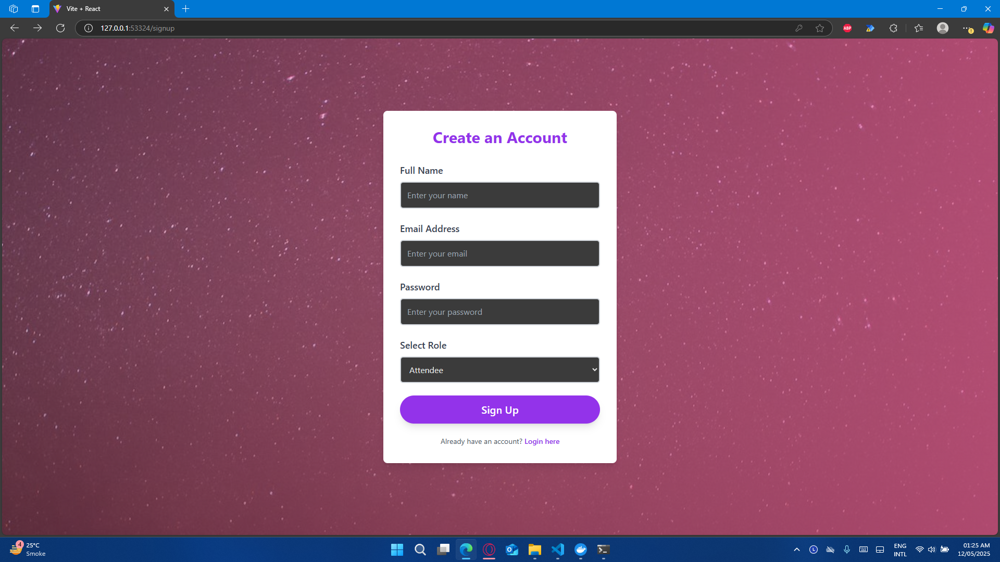 Vite + React
127.0.0.1:53324/signup
ABP
Create an Account
Full Name
Enter your name
Email Address
Enter your email
Password
Enter your password
Select Role
Attendee
Sign Up
Already have an account? Login here
4
25°C
Smoke
L
ENG
INTL
01:25 AM
12/05/2025